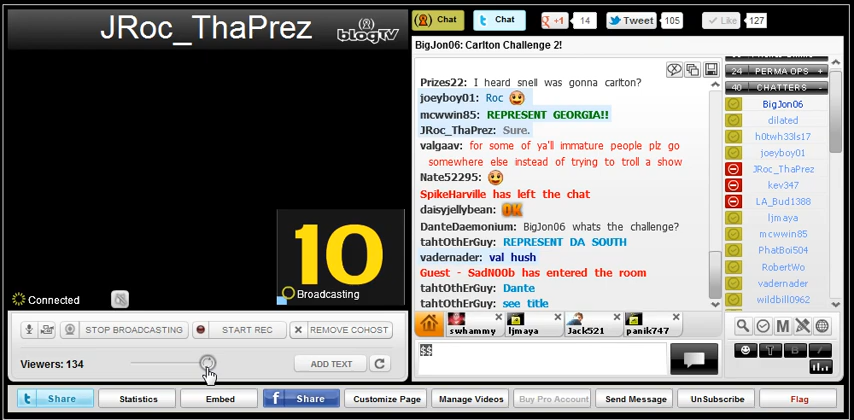 JRoc_ThaPrez
blogTV
10
Connected
Broadcasting
STOP BROADCASTING
START REC
REMOVE COHOST
Viewers: 134
ADD TEXT
Chat
Chat
+1
14
Tweet
105
Like
127
BigJon06: Carlton Challenge 2!
Prizes22: I heard snell was gonna carlton?
joeyboy01: Roc
mcwwin85: REPRESENT GEORGIA!!
JRoc_ThaPrez: Sure.
valgaav: for some of ya'll immature people plz go
somewhere else instead of trying to troll a show
Nate52295:
SpikeHarville has left the chat
daisyjellybean: OK
DanteDaemonium: BigJon06 whats the challenge?
tahtOthErGuy: REPRESENT DA SOUTH
vadernader: val hush
Guest - SadN00b has entered the room
tahtOthErGuy: Dante
tahtOthErGuy: see title
swhammy
ljmaya
Jack521
panik747
$$
24 PERMA OPS +
40 CHATTERS -
BigJon06
dilated
h0twh33ls17
joeyboy01
JRoc_ThaPrez
kev347
LA_Bud1388
ljmaya
mcwwin85
PhatBoi504
RobertWo
vadernader
wildbill0962
M
T
B
I
Share
Statistics
Embed
Share
Customize Page
Manage Videos
Buy Pro Account
Send Message
UnSubscribe
Flag